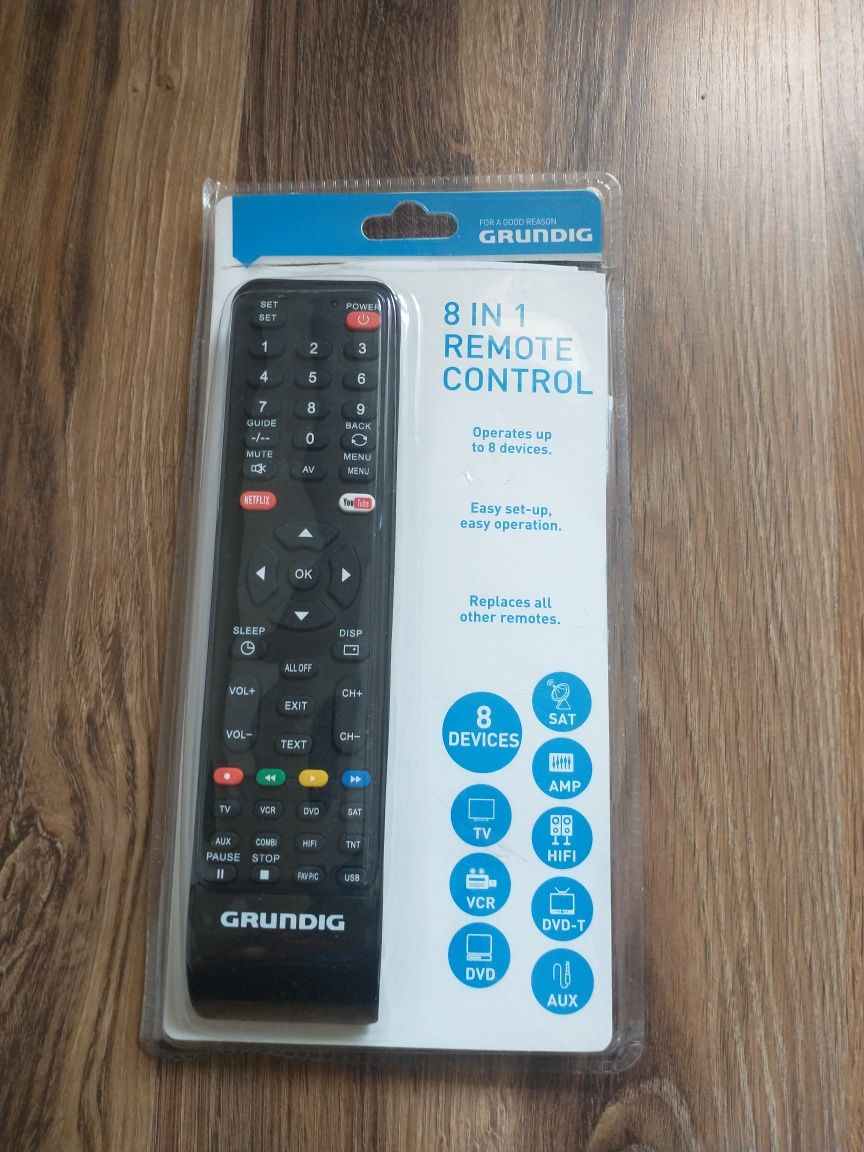 FOR A GOOD REASON
GRUNDIG
8 IN 1
REMOTE
CONTROL
Operates up
to 8 devices.
Easy set-up,
easy operation.
Replaces all
other remotes.
8
DEVICES
SAT
AMP
TV
HIFI
VCR
DVD-T
DVD
AUX
SET POWER
SET
1 2 3
4 5 6
7 8 9
GUIDE BACK
-/-- 0
MUTE MENU
AV MENU
NETFLIX YouTube
OK
SLEEP DISP
ALL OFF
VOL+ CH+
EXIT
VOL− CH−
TEXT
TV VCR DVD SAT
AUX COMBI HIFI TNT
PAUSE STOP
FAV PIC USB
GRUNDIG